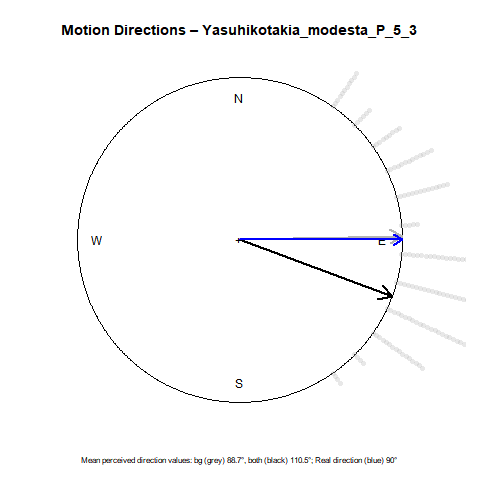 Motion Directions – Yasuhikotakia_modesta_P_5_3
N
W
E
S
Mean perceived direction values: bg (grey) 88.7°, both (black) 110.5°; Real direction (blue) 90°